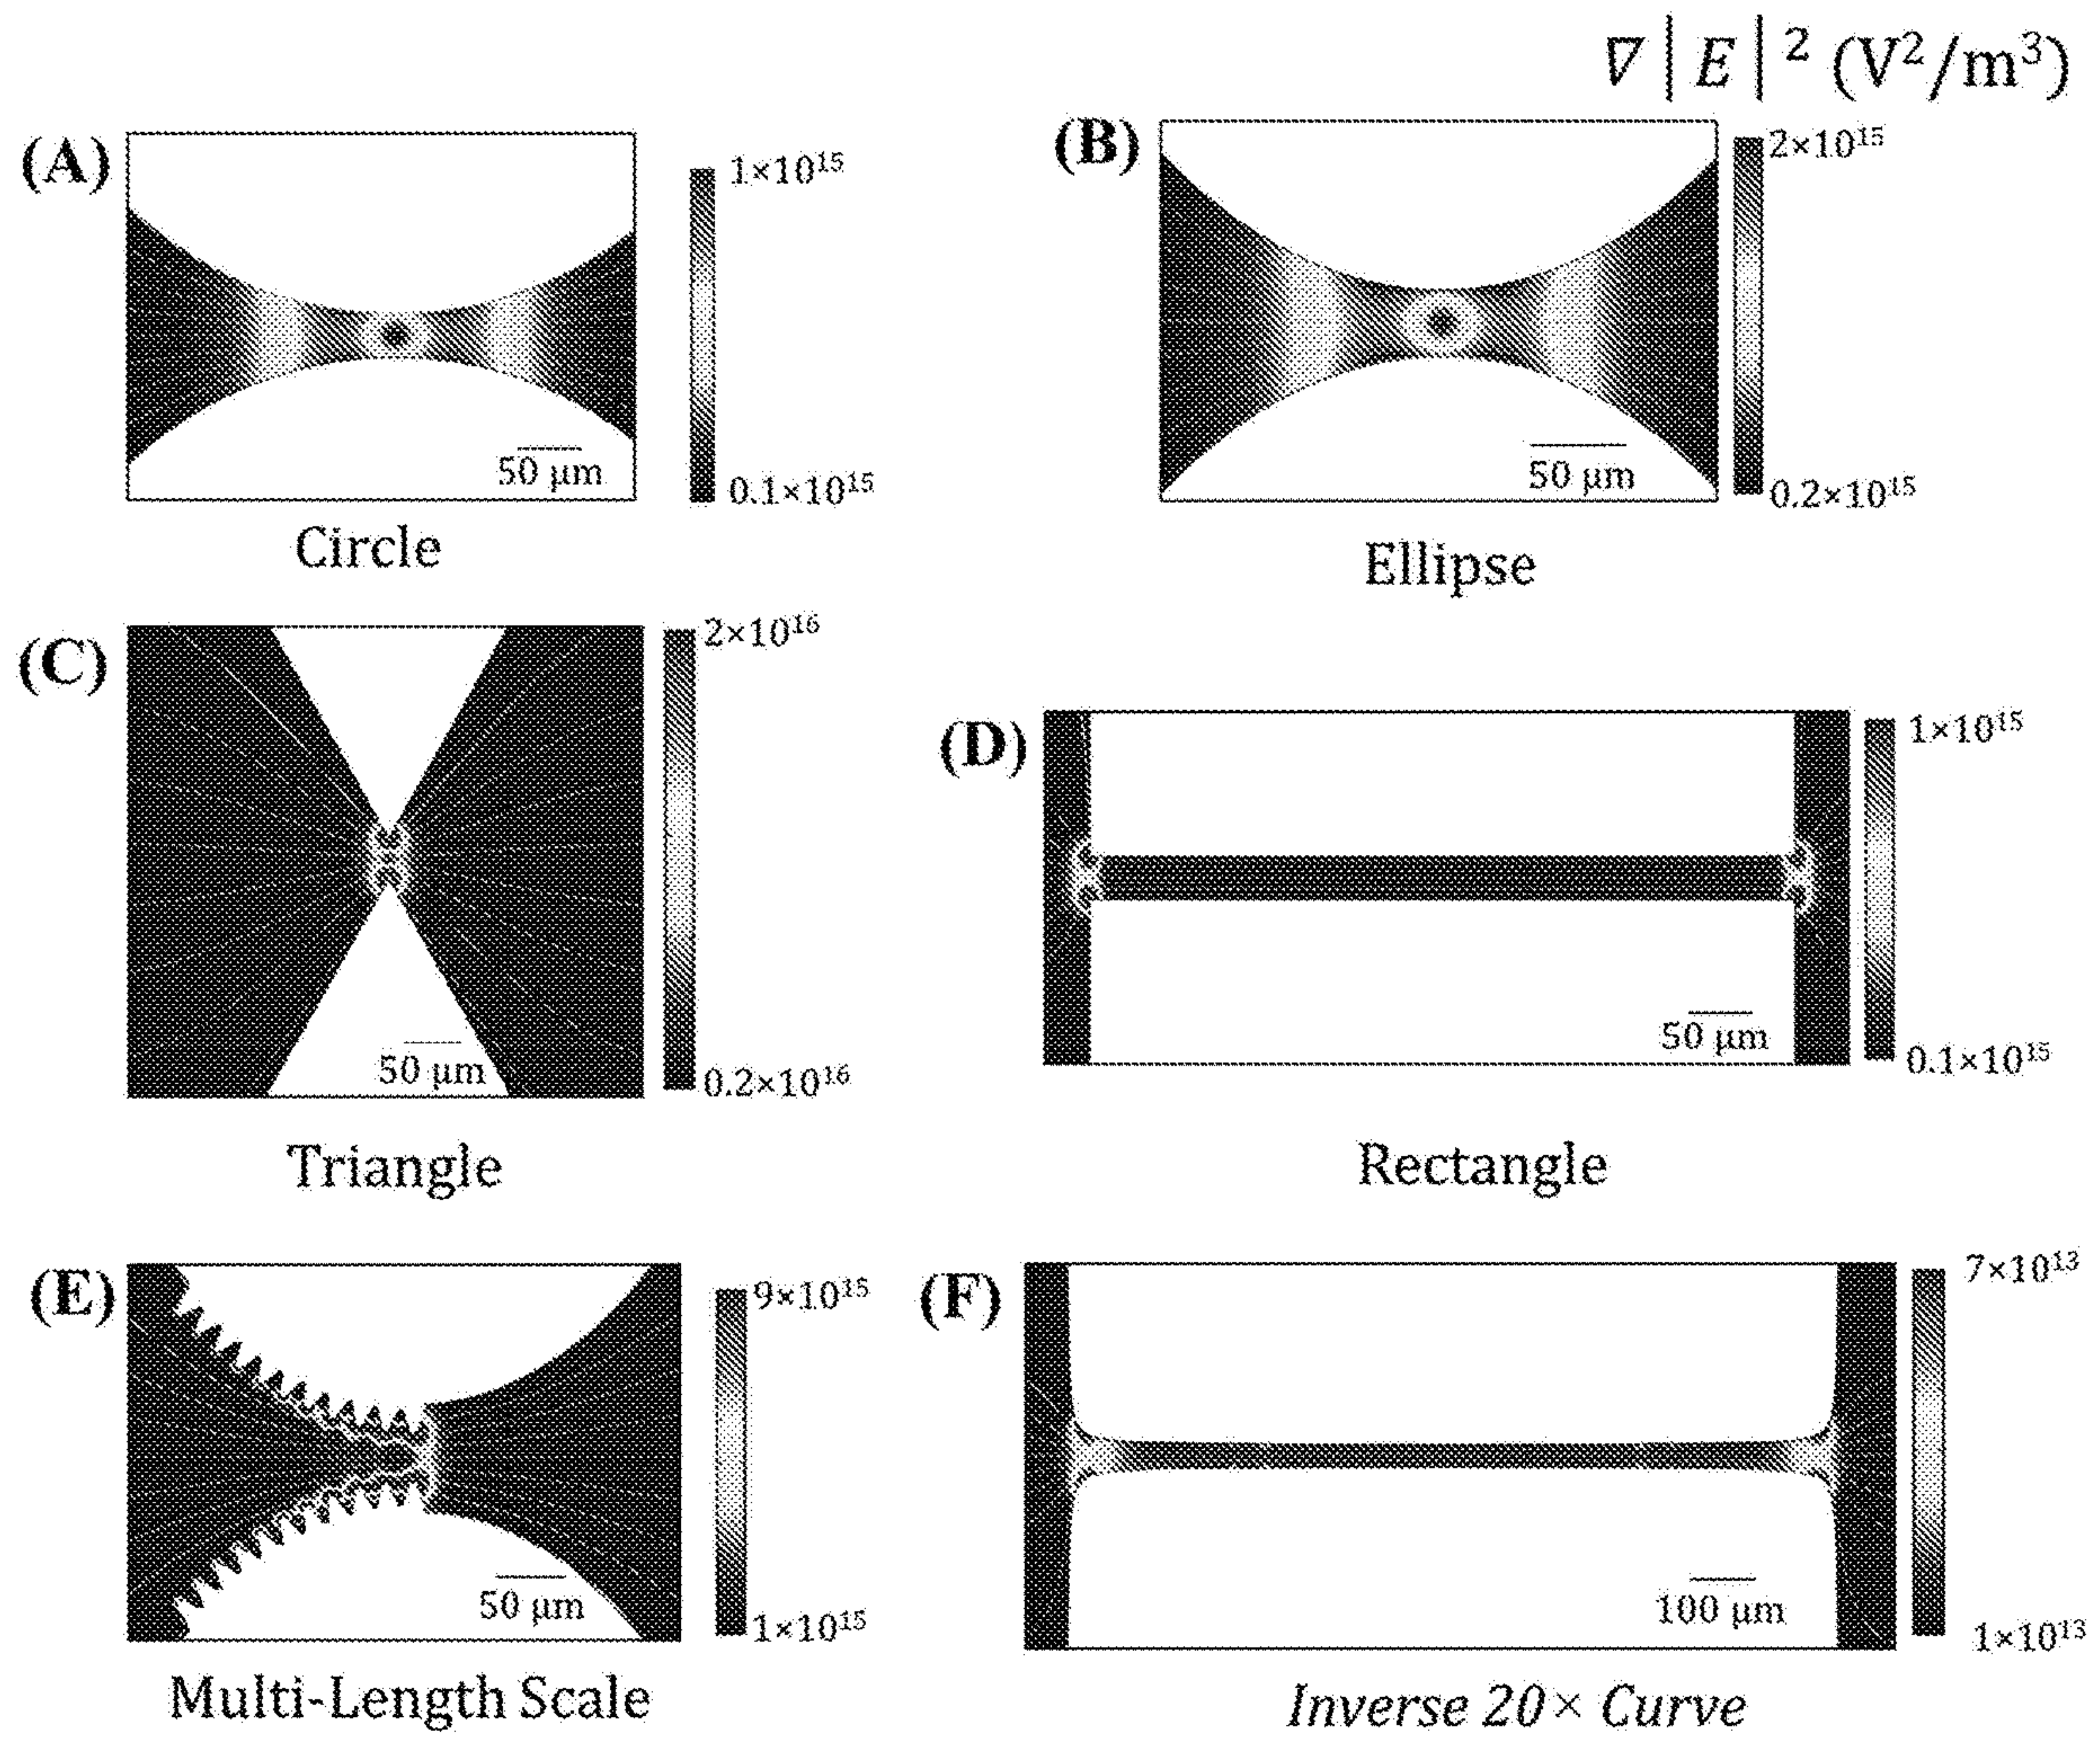 ∇|E|² (V²/m³)
(A)
1×10¹⁵
50 μm
0.1×10¹⁵
Circle
(B)
2×10¹⁵
50 μm
0.2×10¹⁵
Ellipse
(C)
2×10¹⁶
50 μm
0.2×10¹⁶
Triangle
(D)
1×10¹⁵
50 μm
0.1×10¹⁵
Rectangle
(E)
9×10¹⁵
50 μm
1×10¹⁵
Multi-Length Scale
(F)
7×10¹³
100 μm
1×10¹³
Inverse 20× Curve